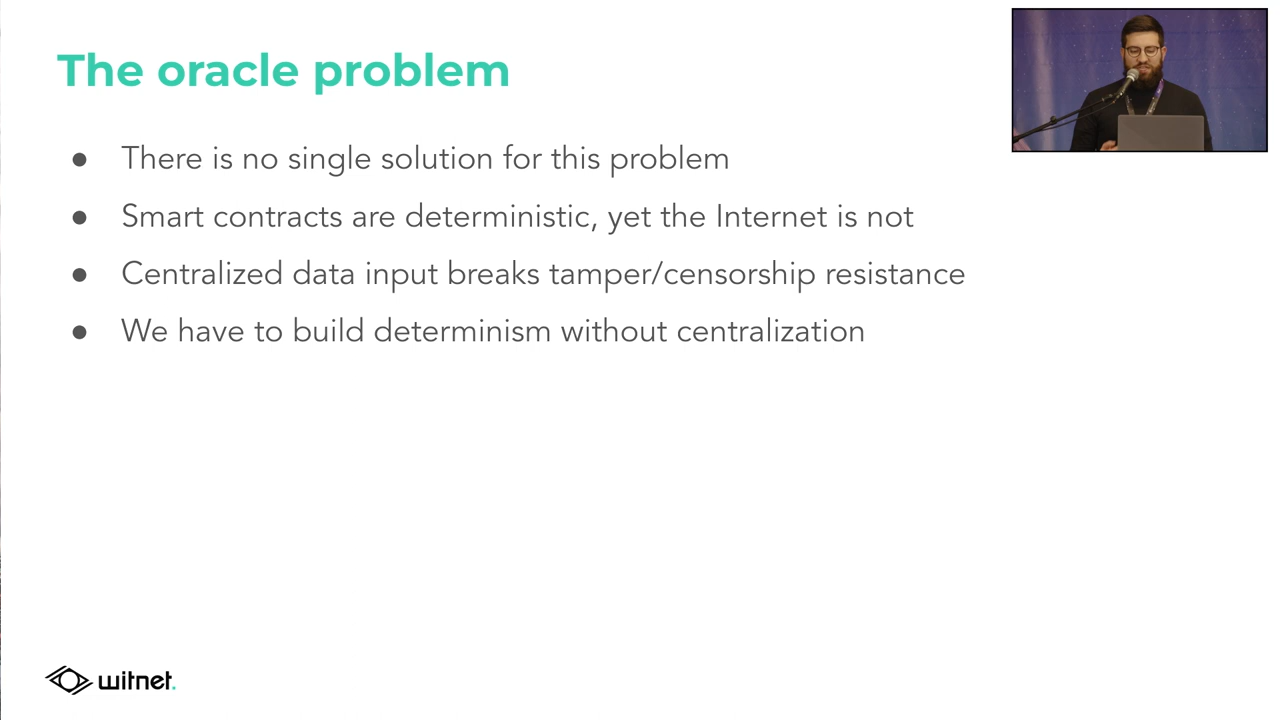 The oracle problem
● There is no single solution for this problem
● Smart contracts are deterministic, yet the Internet is not
● Centralized data input breaks tamper/censorship resistance
● We have to build determinism without centralization
witnet.